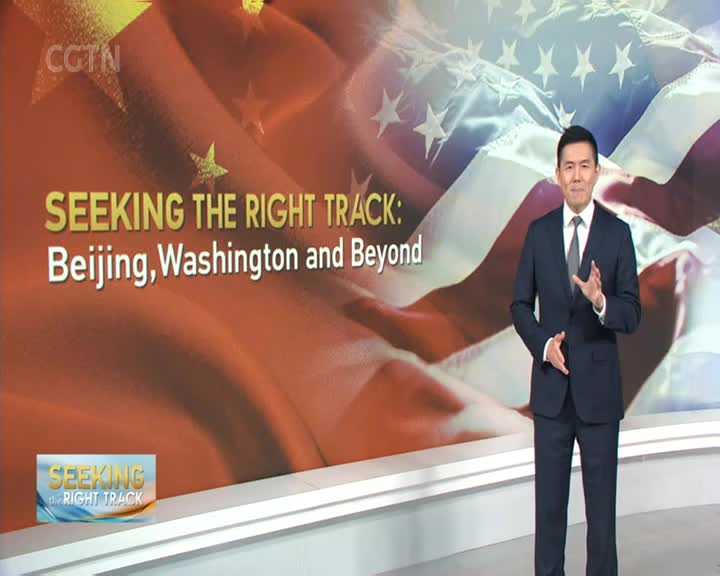 CGTN
SEEKING THE RIGHT TRACK:
Beijing, Washington and Beyond
SEEKING
the RIGHT TRACK